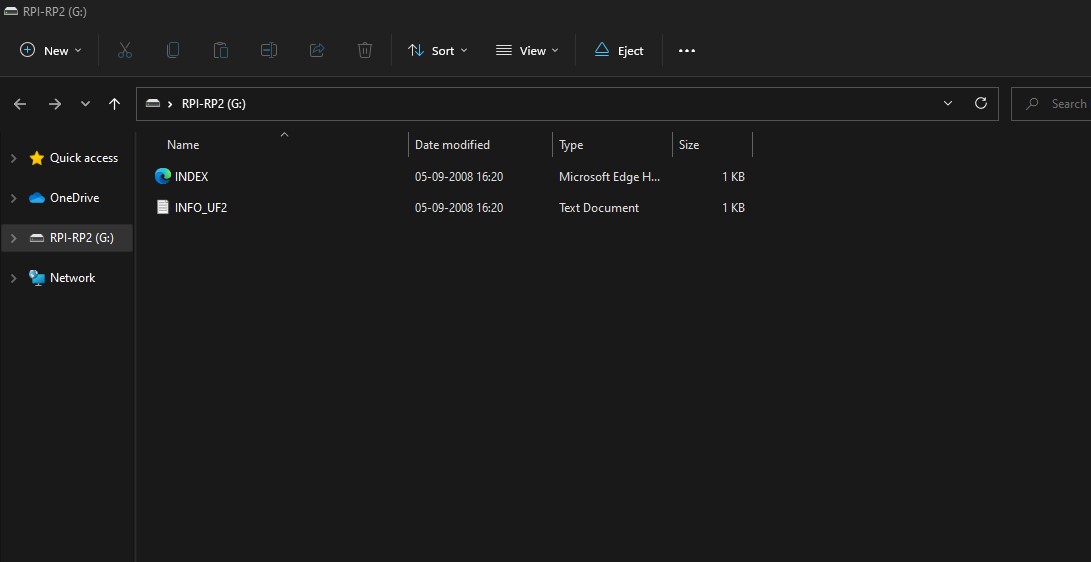 RPI-RP2 (G:)
New Sort View Eject
RPI-RP2 (G:) Search
Name Date modified Type Size
Quick access
INDEX 05-09-2008 16:20 Microsoft Edge H... 1 KB
OneDrive
INFO_UF2 05-09-2008 16:20 Text Document 1 KB
RPI-RP2 (G:)
Network